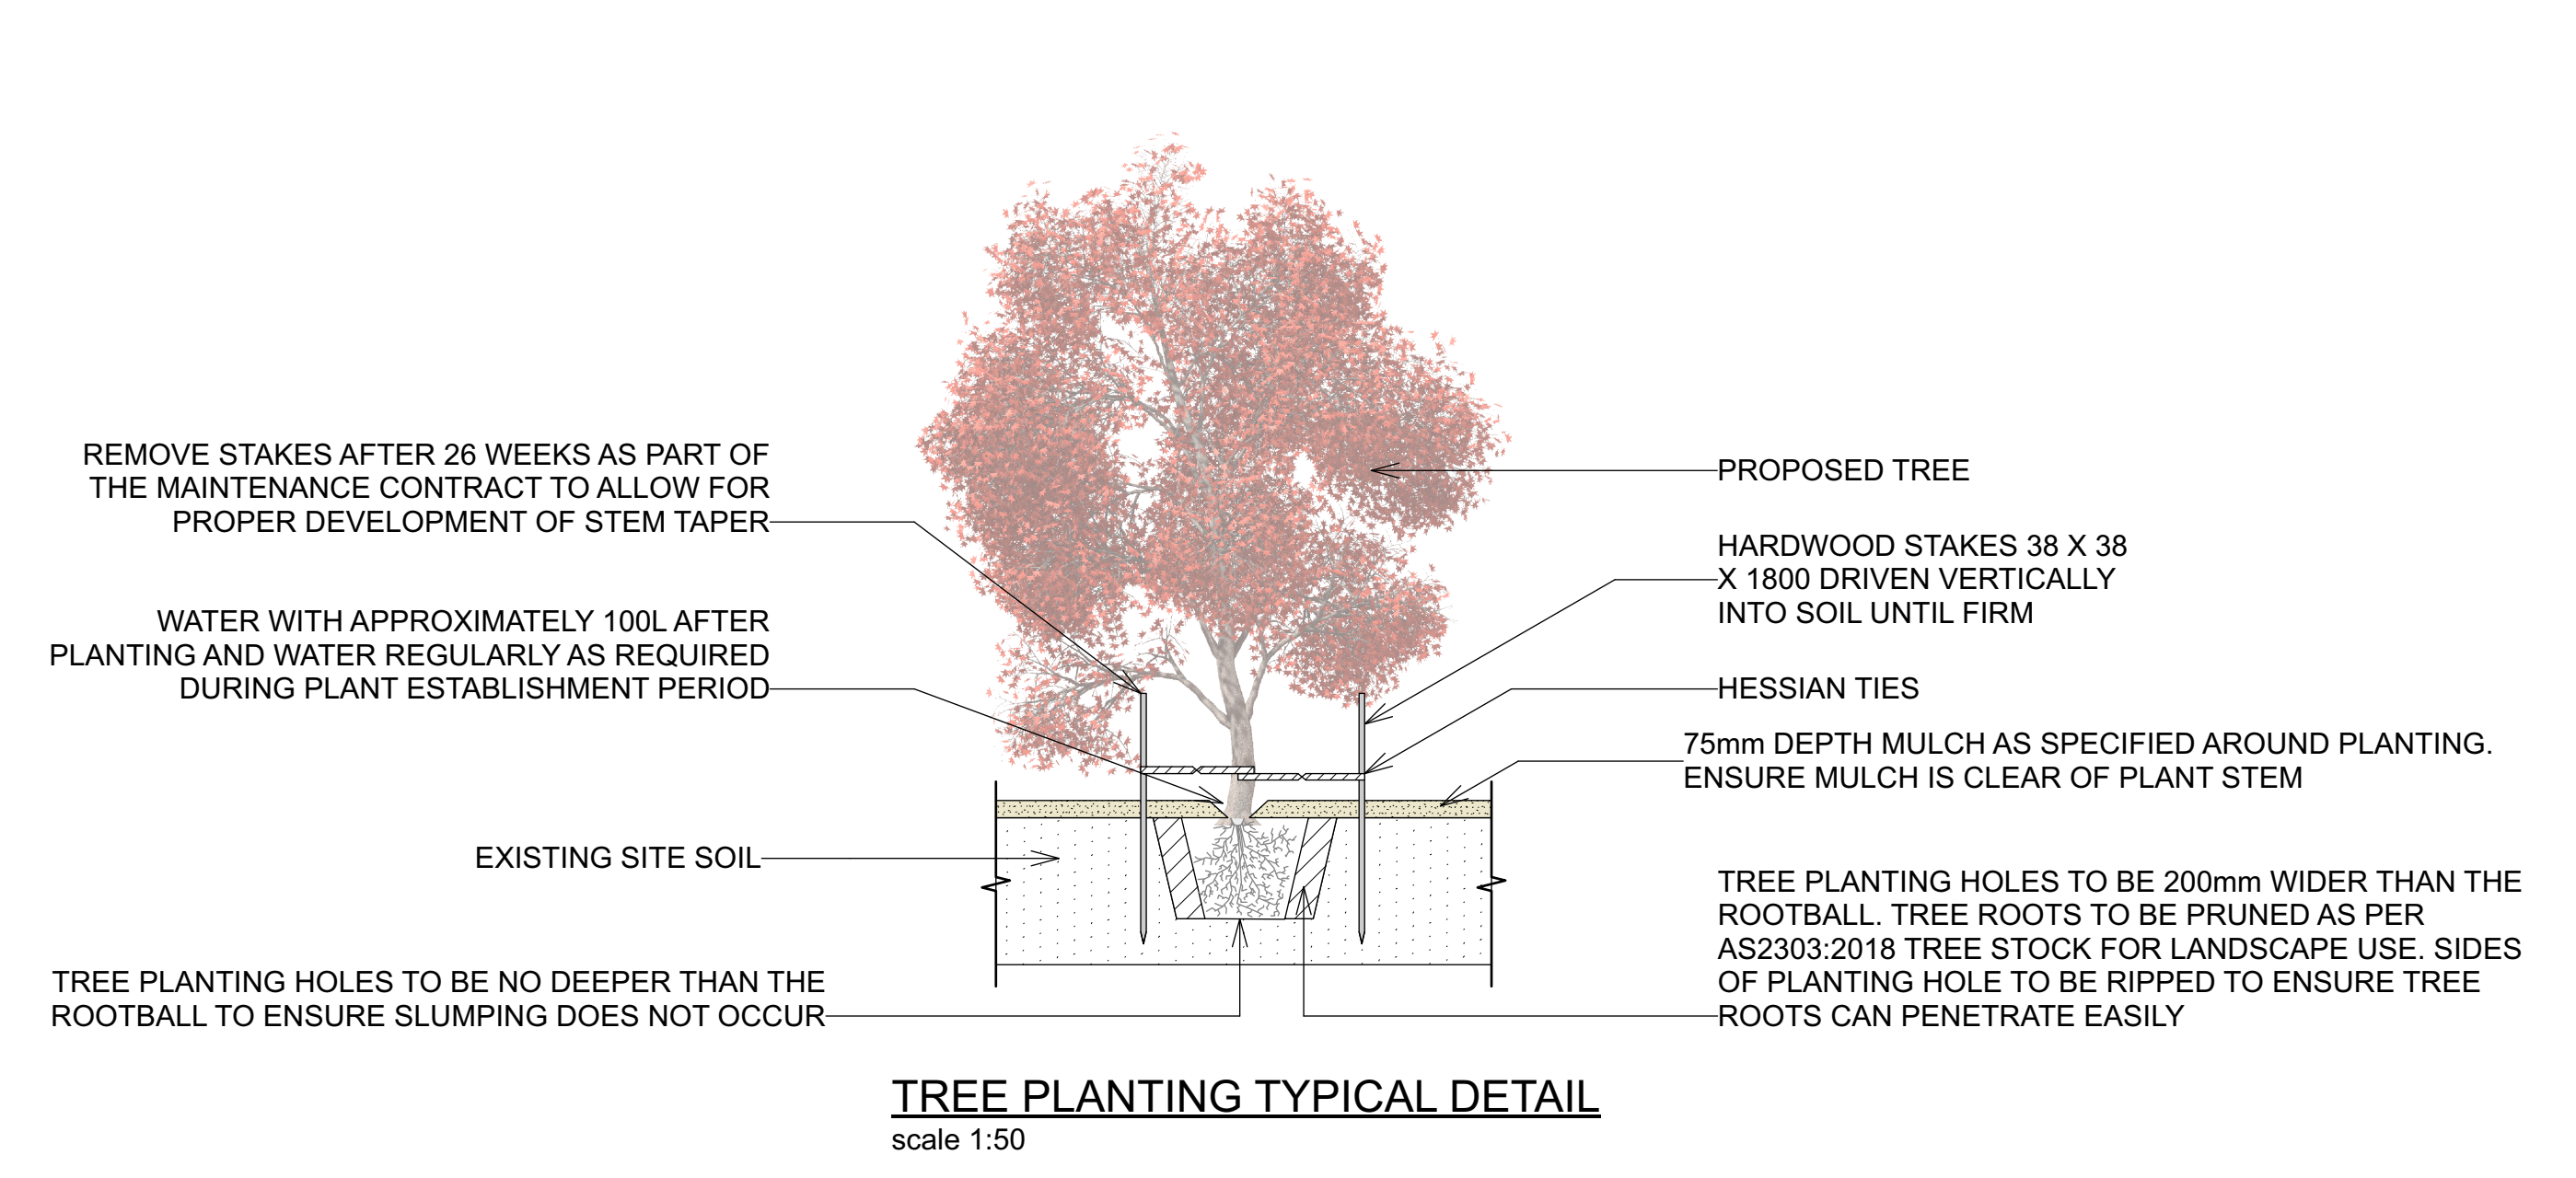 REMOVE STAKES AFTER 26 WEEKS AS PART OF
THE MAINTENANCE CONTRACT TO ALLOW FOR
PROPER DEVELOPMENT OF STEM TAPER
WATER WITH APPROXIMATELY 100L AFTER
PLANTING AND WATER REGULARLY AS REQUIRED
DURING PLANT ESTABLISHMENT PERIOD
EXISTING SITE SOIL
TREE PLANTING HOLES TO BE NO DEEPER THAN THE
ROOTBALL TO ENSURE SLUMPING DOES NOT OCCUR
PROPOSED TREE
HARDWOOD STAKES 38 X 38
X 1800 DRIVEN VERTICALLY
INTO SOIL UNTIL FIRM
HESSIAN TIES
75mm DEPTH MULCH AS SPECIFIED AROUND PLANTING.
ENSURE MULCH IS CLEAR OF PLANT STEM
TREE PLANTING HOLES TO BE 200mm WIDER THAN THE
ROOTBALL. TREE ROOTS TO BE PRUNED AS PER
AS2303:2018 TREE STOCK FOR LANDSCAPE USE. SIDES
OF PLANTING HOLE TO BE RIPPED TO ENSURE TREE
ROOTS CAN PENETRATE EASILY
TREE PLANTING TYPICAL DETAIL
scale 1:50